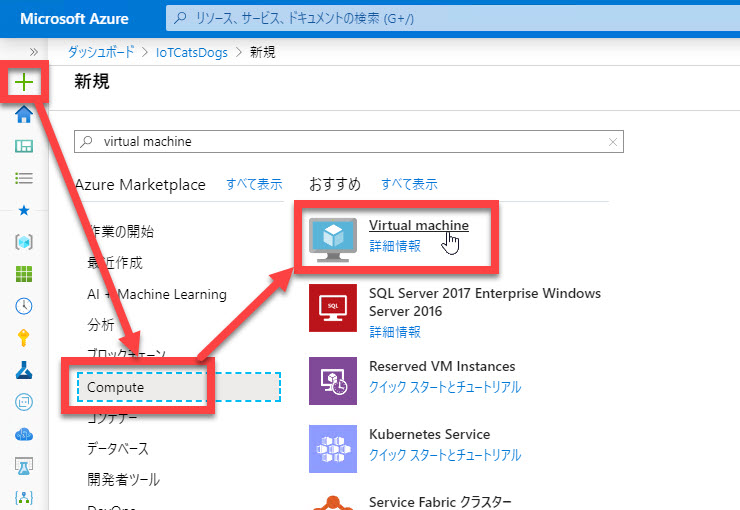 Microsoft Azure
リソース、サービス、ドキュメントの検索 (G+/)
ダッシュボード > IoTCatsDogs > 新規
新規
virtual machine
Azure Marketplace すべて表示
おすすめ すべて表示
作業の開始
最近作成
AI + Machine Learning
分析
ブロックチェーン
Compute
コンテナー
データベース
開発者ツール
DevOps
Virtual machine
詳細情報
SQL Server 2017 Enterprise Windows
Server 2016
詳細情報
Reserved VM Instances
クイック スタートとチュートリアル
Kubernetes Service
クイック スタートとチュートリアル
Service Fabric クラスター
SQL